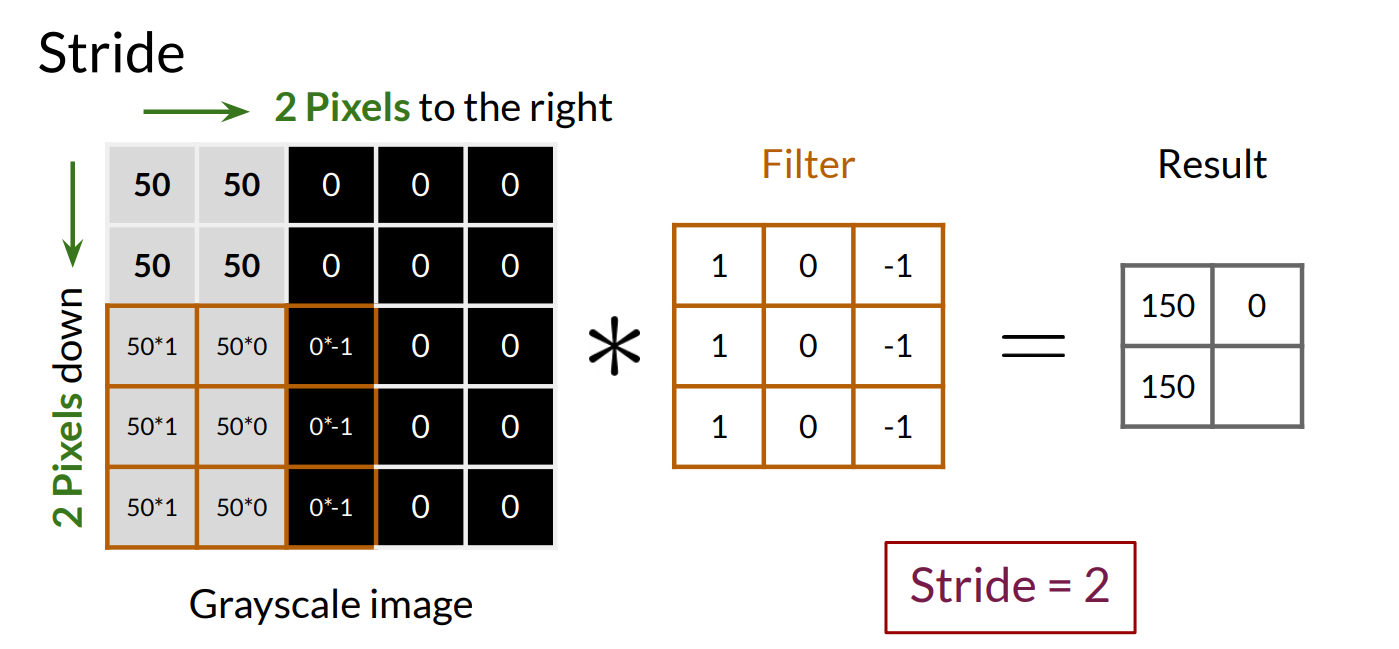 Stride
2 Pixels to the right
2 Pixels down
50 50 0 0 0
50 50 0 0 0
50*1 50*0 0*-1 0 0
50*1 50*0 0*-1 0 0
50*1 50*0 0*-1 0 0
Grayscale image
*
Filter
1 0 -1
1 0 -1
1 0 -1
=
Result
150 0
150
Stride = 2